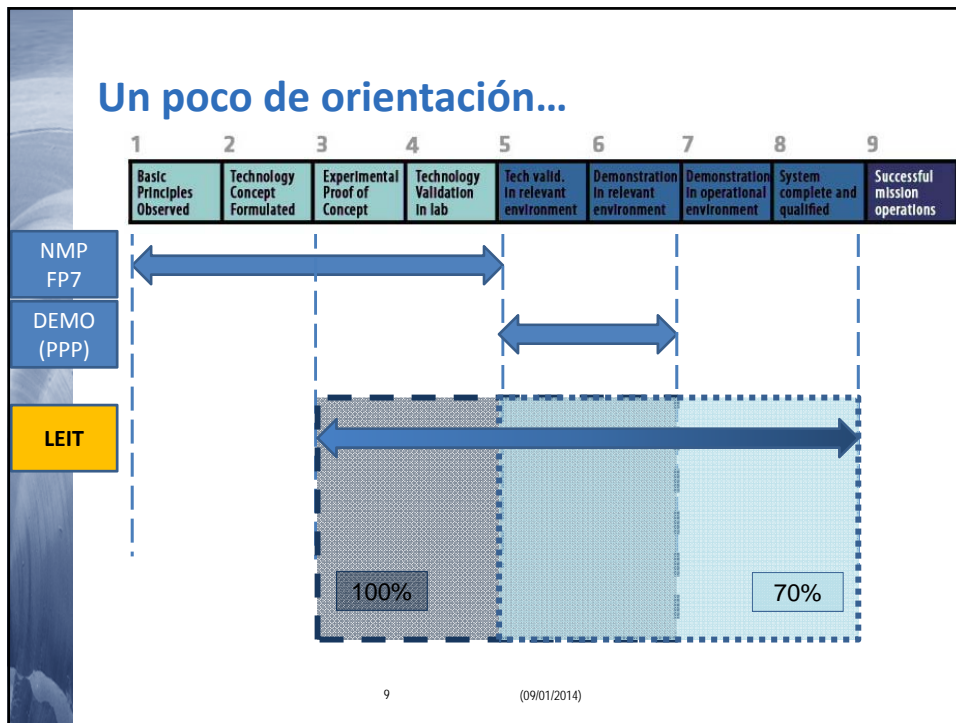 Un poco de orientación…
1 2 3 4 5 6 7 8 9
Basic
Principles
Observed
Technology
Concept
Formulated
Experimental
Proof of
Concept
Technology
Validation
in lab
Tech valid.
in relevant
environment
Demonstration
in relevant
environment
Demonstration
in operational
environment
System
complete and
qualified
Successful
mission
operations
NMP
FP7
DEMO
(PPP)
LEIT
100%
70%
9
(09/01/2014)